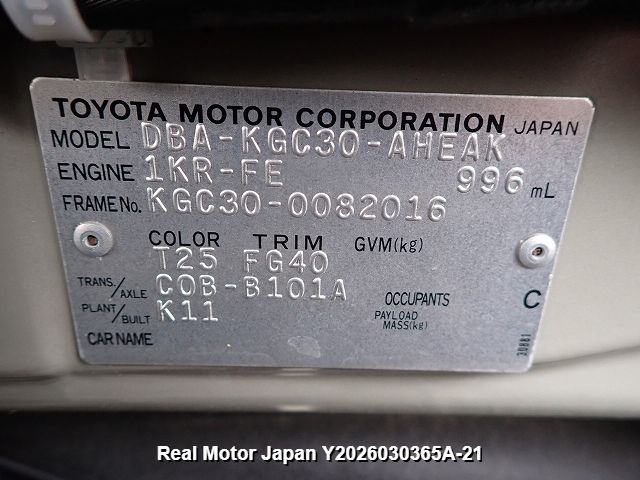 TOYOTA MOTOR CORPORATION JAPAN
MODEL DBA-KGC30-AHEAK
ENGINE 1KR-FE 996 mL
FRAME No. KGC30-0082016
COLOR TRIM GVM(kg)
T25 FG40
TRANS./AXLE C0B-B101A OCCUPANTS C
PLANT/BUILT K11 PAYLOAD MASS(kg)
CAR NAME
30881
Real Motor Japan Y2026030365A-21